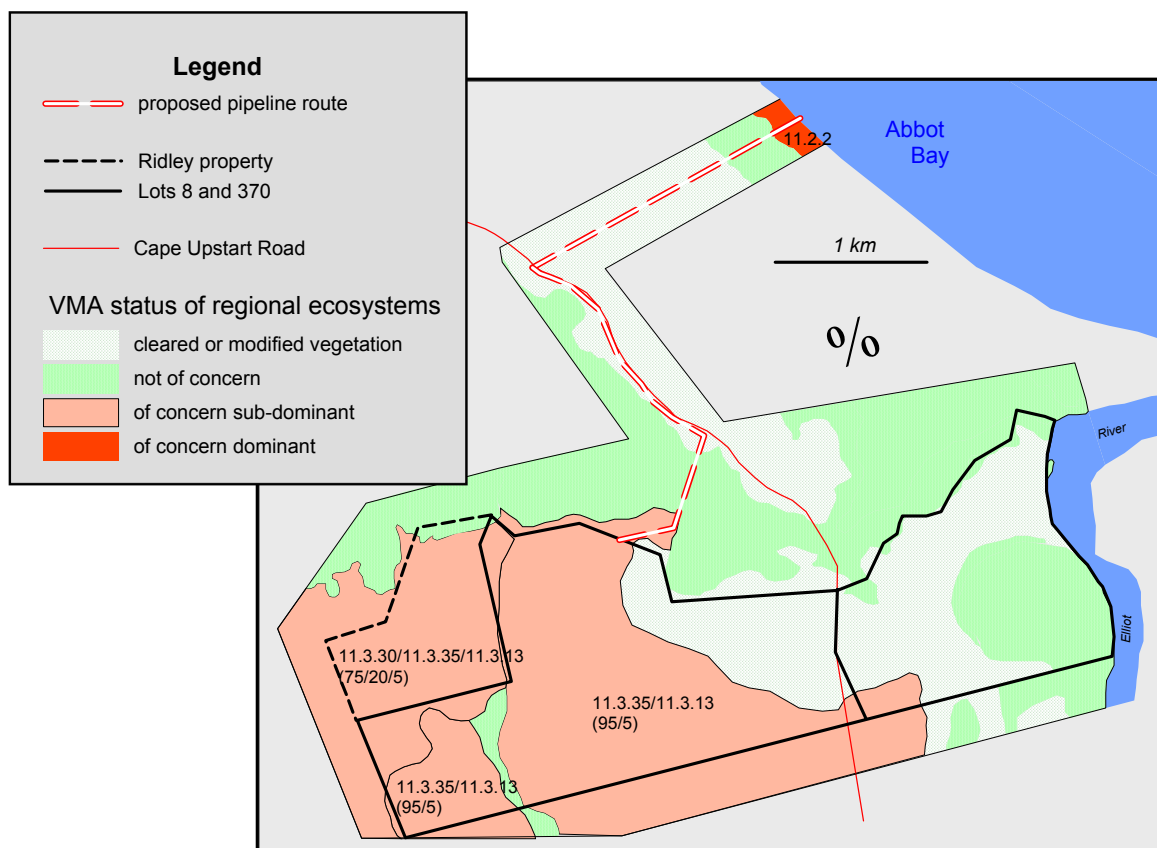 Legend
proposed pipeline route
Ridley property
Lots 8 and 370
Cape Upstart Road
VMA status of regional ecosystems
cleared or modified vegetation
not of concern
of concern sub-dominant
of concern dominant
11.2.2
Abbot
Bay
1 km
%
River
Elliot
11.3.30/11.3.35/11.3.13
(75/20/5)
11.3.35/11.3.13
(95/5)
11.3.35/11.3.13
(95/5)